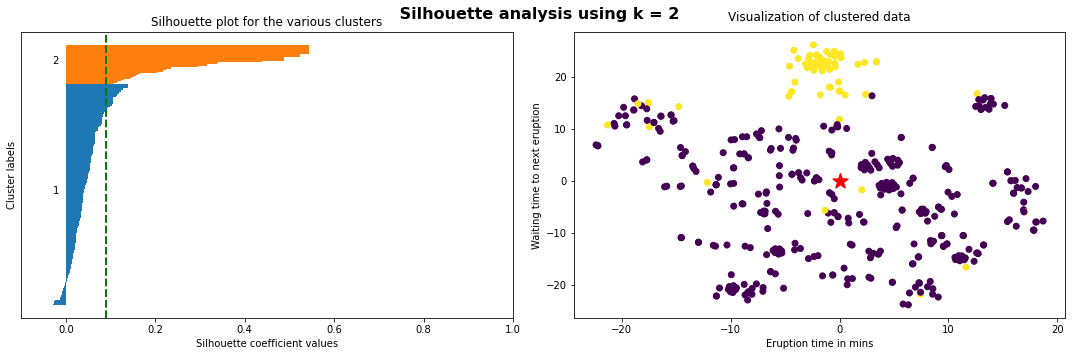 Silhouette analysis using k = 2
Silhouette plot for the various clusters
Cluster labels
2
1
0.0 0.2 0.4 0.6 0.8 1.0
Silhouette coefficient values
Visualization of clustered data
Waiting time to next eruption
20
10
0
−10
−20
−20 −10 0 10 20
Eruption time in mins